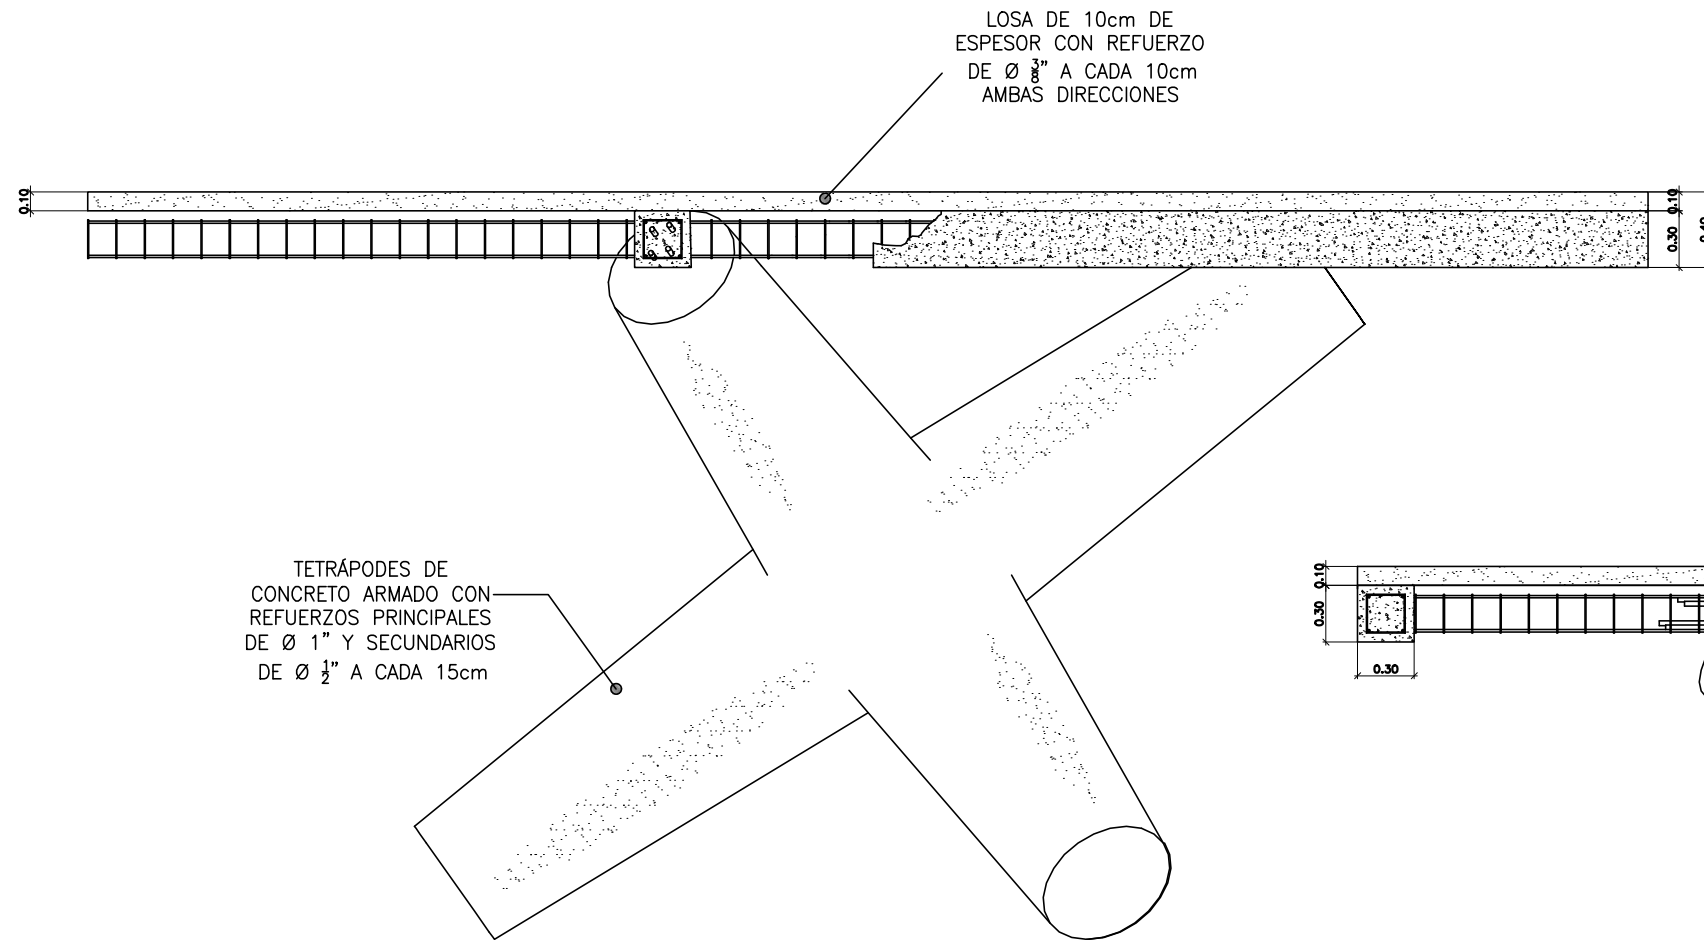 LOSA DE 10cm DE
ESPESOR CON REFUERZO
DE Ø 3/8" A CADA 10cm
AMBAS DIRECCIONES
0.10
0.10
0.30
TETRÁPODES DE
CONCRETO ARMADO CON
REFUERZOS PRINCIPALES
DE Ø 1" Y SECUNDARIOS
DE Ø 1/2" A CADA 15cm
0.10
0.30
0.30